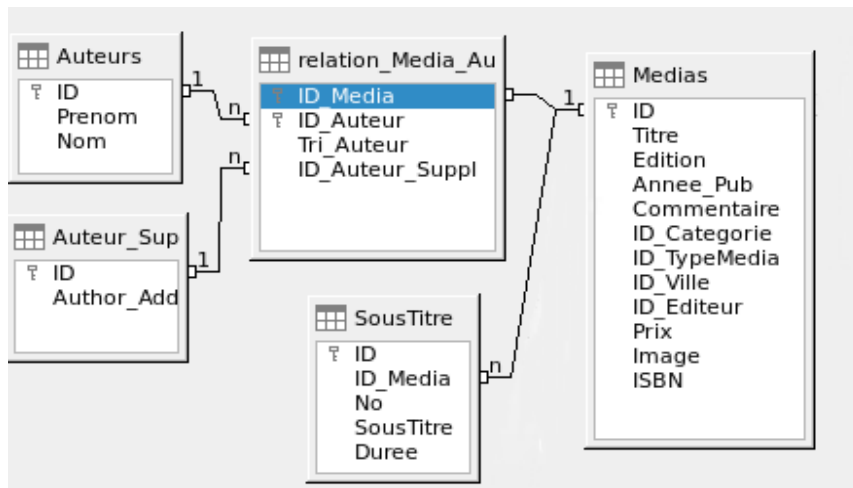 Auteurs
ID
Prenom
Nom
1
n
relation_Media_Au
ID_Media
ID_Auteur
Tri_Auteur
ID_Auteur_Suppl
1
Medias
ID
Titre
Edition
Annee_Pub
Commentaire
ID_Categorie
ID_TypeMedia
ID_Ville
ID_Editeur
Prix
Image
ISBN
Auteur_Sup
ID
Author_Add
1
n
SousTitre
ID
ID_Media
No
SousTitre
Duree
n